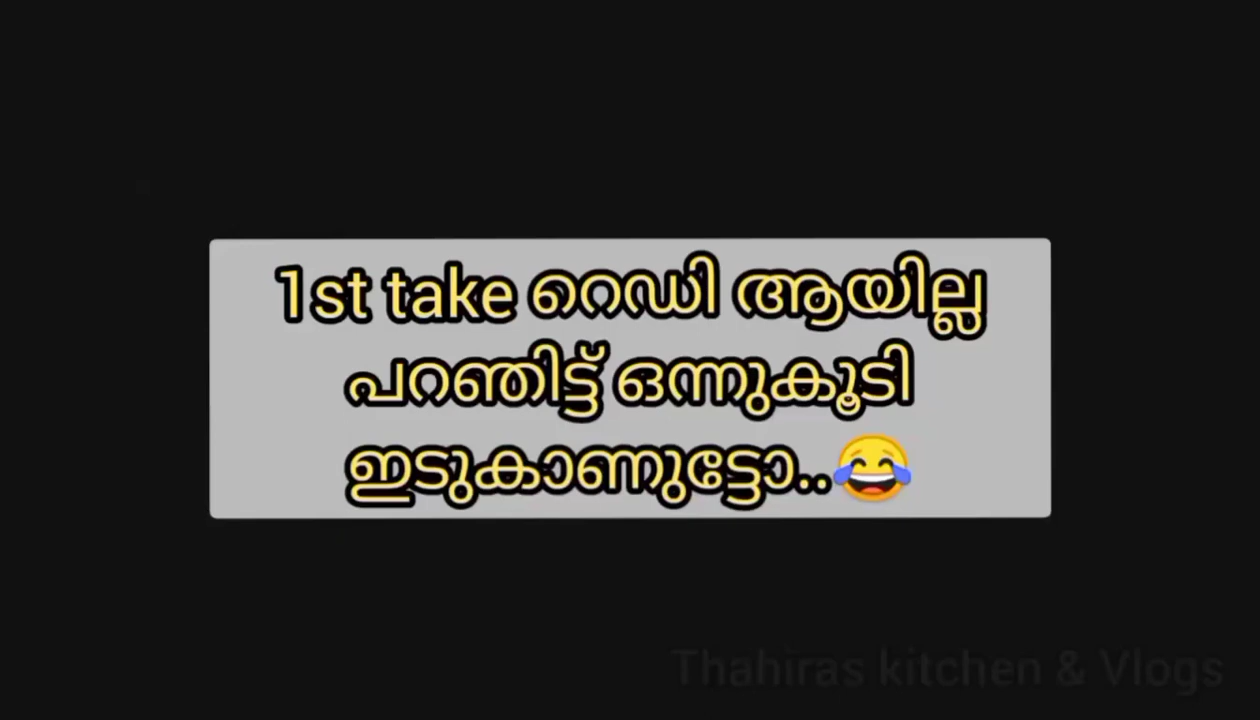 1st take റെഡി ആയില്ല
പറഞിട്ട് ഒന്നുകൂടി
ഇടുകാണുട്ടോ..😂
Thahiras kitchen & Vlogs